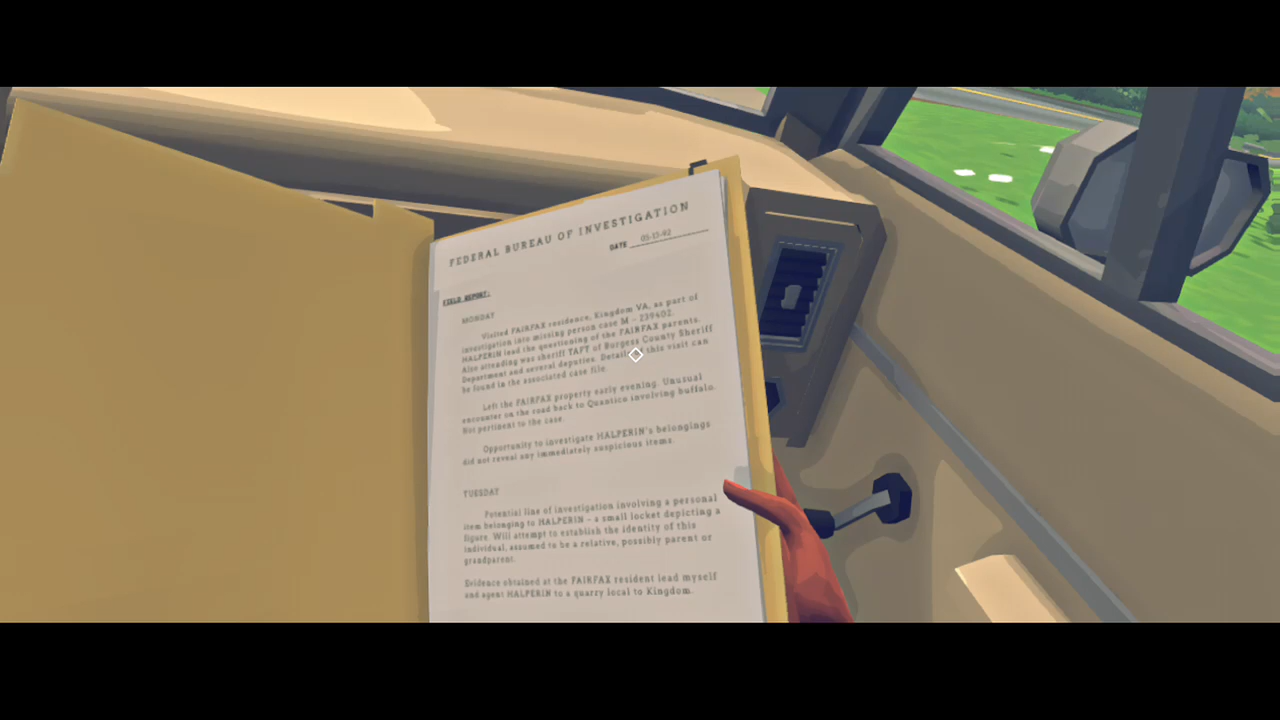 FEDERAL BUREAU OF INVESTIGATION
DATE
FIELD REPORT:
MONDAY
Visited FAIRFAX residence, Kingdom VA, as part of
investigation into missing person case M - 239402.
HALPERIN lead the questioning of the FAIRFAX parents.
Also attending was sheriff TAFT of Burgess County Sheriff
Department and several deputies. this visit can
be found in the associated case file.
Left the FAIRFAX property early evening. Unusual
encounter on the road back to Quantico involving buffalo.
Not pertinent to the case.
Opportunity to investigate HALPERIN's belongings
did not reveal any immediately suspicious items.
TUESDAY
Potential line of investigation involving a personal
item belonging to HALPERIN - a small locket depicting a
figure. Will attempt to establish the identity of this
individual, assumed to be a relative, possibly parent or
grandparent.
Evidence obtained at the FAIRFAX resident lead myself
and agent HALPERIN to a quarry local to Kingdom.